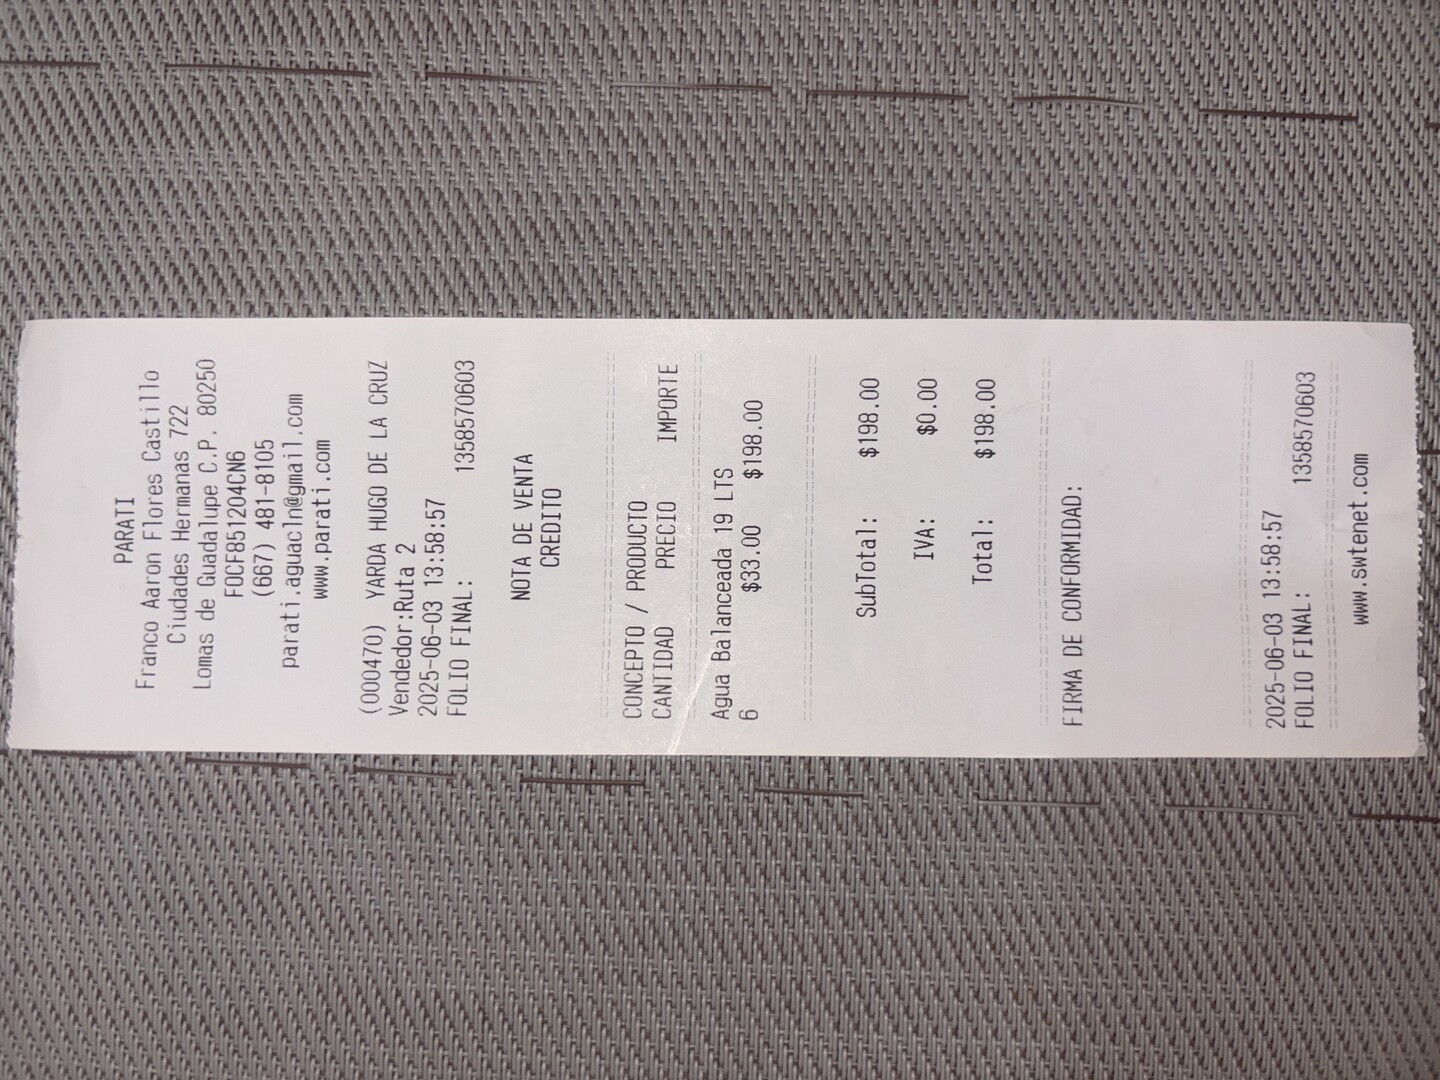 PARATI
Franco Aaron Flores Castillo
Ciudades Hermanas 722
Lomas de Guadalupe C.P. 80250
FOCF851204CN6
(667) 481-8105
parati.aguacln@gmail.com
www.parati.com
(000470) YARDA HUGO DE LA CRUZ
Vendedor:Ruta 2
2025-06-03 13:58:57
FOLIO FINAL: 1358570603
NOTA DE VENTA
CREDITO
CONCEPTO / PRODUCTO
CANTIDAD PRECIO IMPORTE
Agua Balanceada 19 LTS
6 $33.00 $198.00
SubTotal: $198.00
IVA: $0.00
Total: $198.00
FIRMA DE CONFORMIDAD:
2025-06-03 13:58:57
FOLIO FINAL: 1358570603
www.swtenet.com